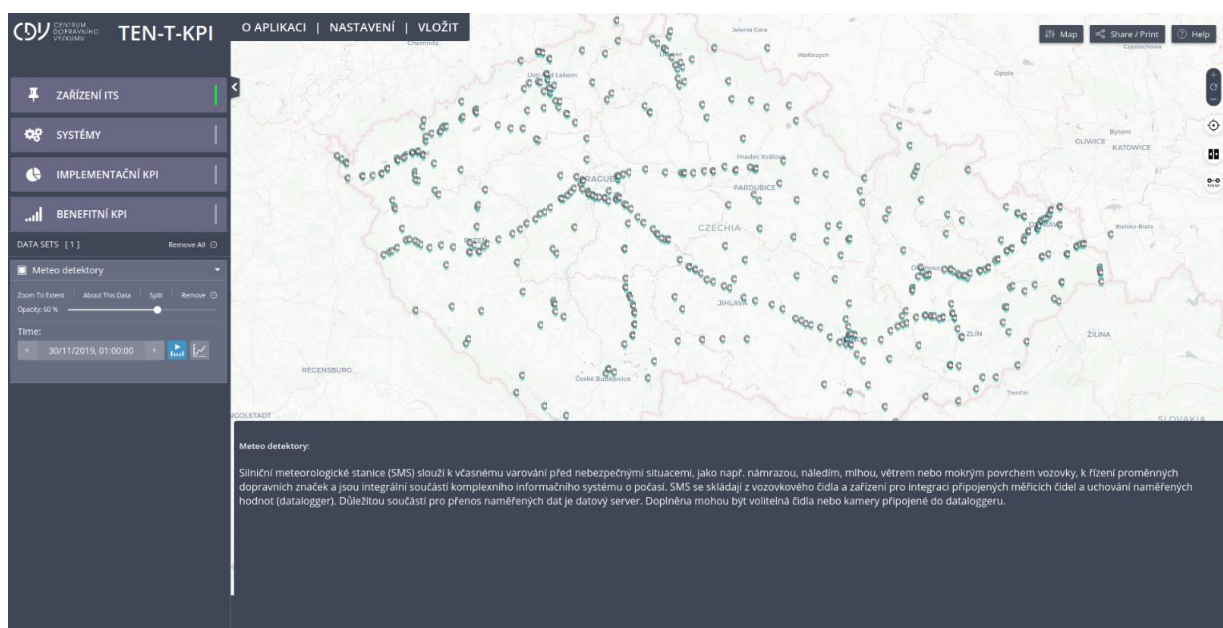 CENTRUM
DOPRAVNÍHO
VÝZKUMU
TEN-T-KPI
O APLIKACI | NASTAVENÍ | VLOŽIT
Map
Share / Print
Help
ZAŘÍZENÍ ITS
SYSTÉMY
IMPLEMENTAČNÍ KPI
BENEFITNÍ KPI
DATA SETS [1]
Remove All
Meteo detektory
Zoom To Extent
About This Data
Split
Remove
Opacity: 60 %
Time:
30/11/2019, 01:00:00
Chemnitz
Jelenia Góra
Wałbrzych
Częstochowa
Opole
Bytom
GLIWICE
KATOWICE
Hradec Králové
PARDUBICE
CZECHIA
Bielsko-Biała
JIHLAVA
ZLÍN
ŽILINA
REGENSBURG
České Budějovice
Trenčín
INGOLSTADT
SLOVAKIA
Meteo detektory:
Silniční meteorologické stanice (SMS) slouží k včasnému varování před nebezpečnými situacemi, jako např. námrazou, náledím, mlhou, větrem nebo mokrým povrchem vozovky, k řízení proměnných
dopravních značek a jsou integrální součástí komplexního informačního systému o počasí. SMS se skládají z vozovkového čidla a zařízení pro integraci připojených měřicích čidel a uchování naměřených
hodnot (datalogger). Důležitou součástí pro přenos naměřených dat je datový server. Doplněna mohou být volitelná čidla nebo kamery připojené do dataloggeru.